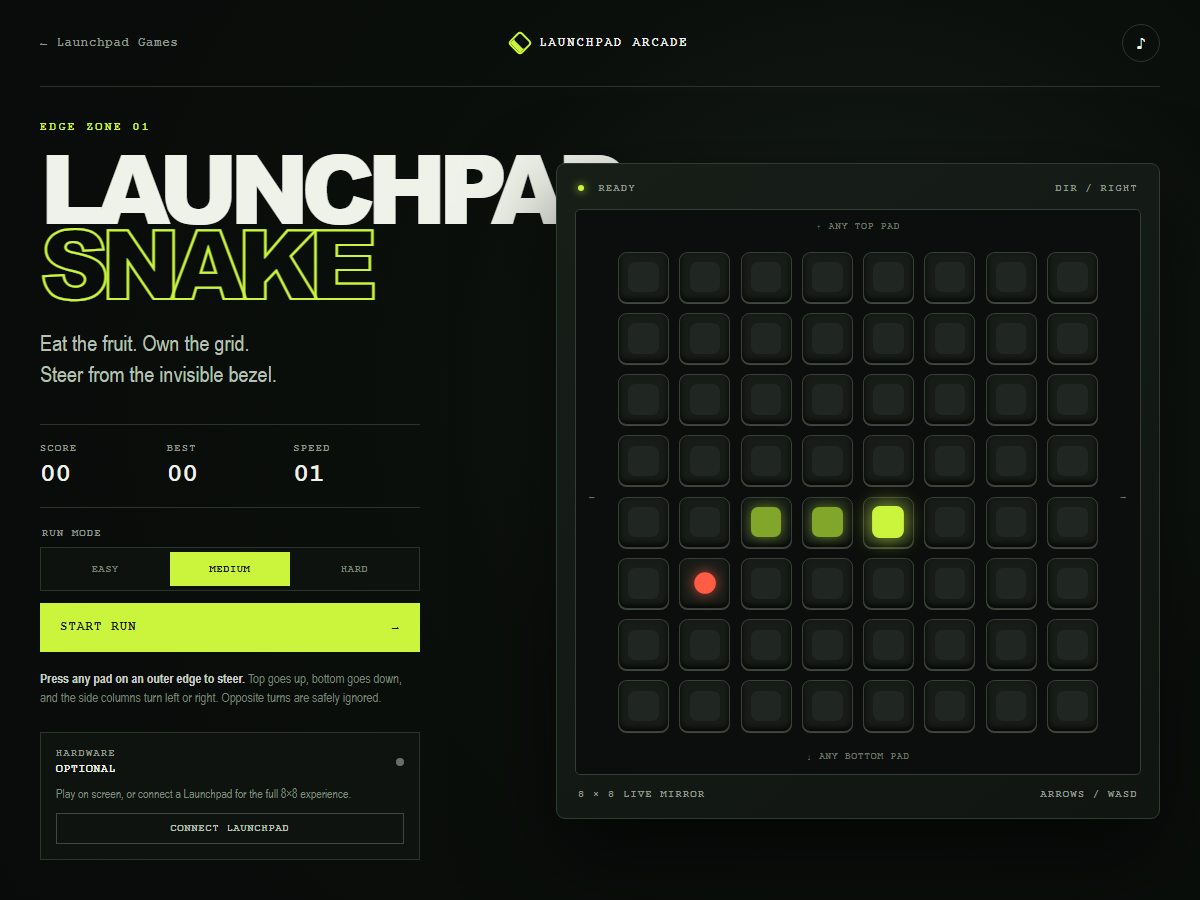 ← Launchpad Games
LAUNCHPAD ARCADE
♪
EDGE ZONE 01
LAUNCHPAD
SNAKE
Eat the fruit. Own the grid.
Steer from the invisible bezel.
SCORE BEST SPEED
00 00 01
RUN MODE
EASY MEDIUM HARD
START RUN →
Press any pad on an outer edge to steer. Top goes up, bottom goes down,
and the side columns turn left or right. Opposite turns are safely ignored.
HARDWARE
OPTIONAL
Play on screen, or connect a Launchpad for the full 8×8 experience.
CONNECT LAUNCHPAD
READY DIR / RIGHT
↑ ANY TOP PAD
← →
↓ ANY BOTTOM PAD
8 × 8 LIVE MIRROR ARROWS / WASD